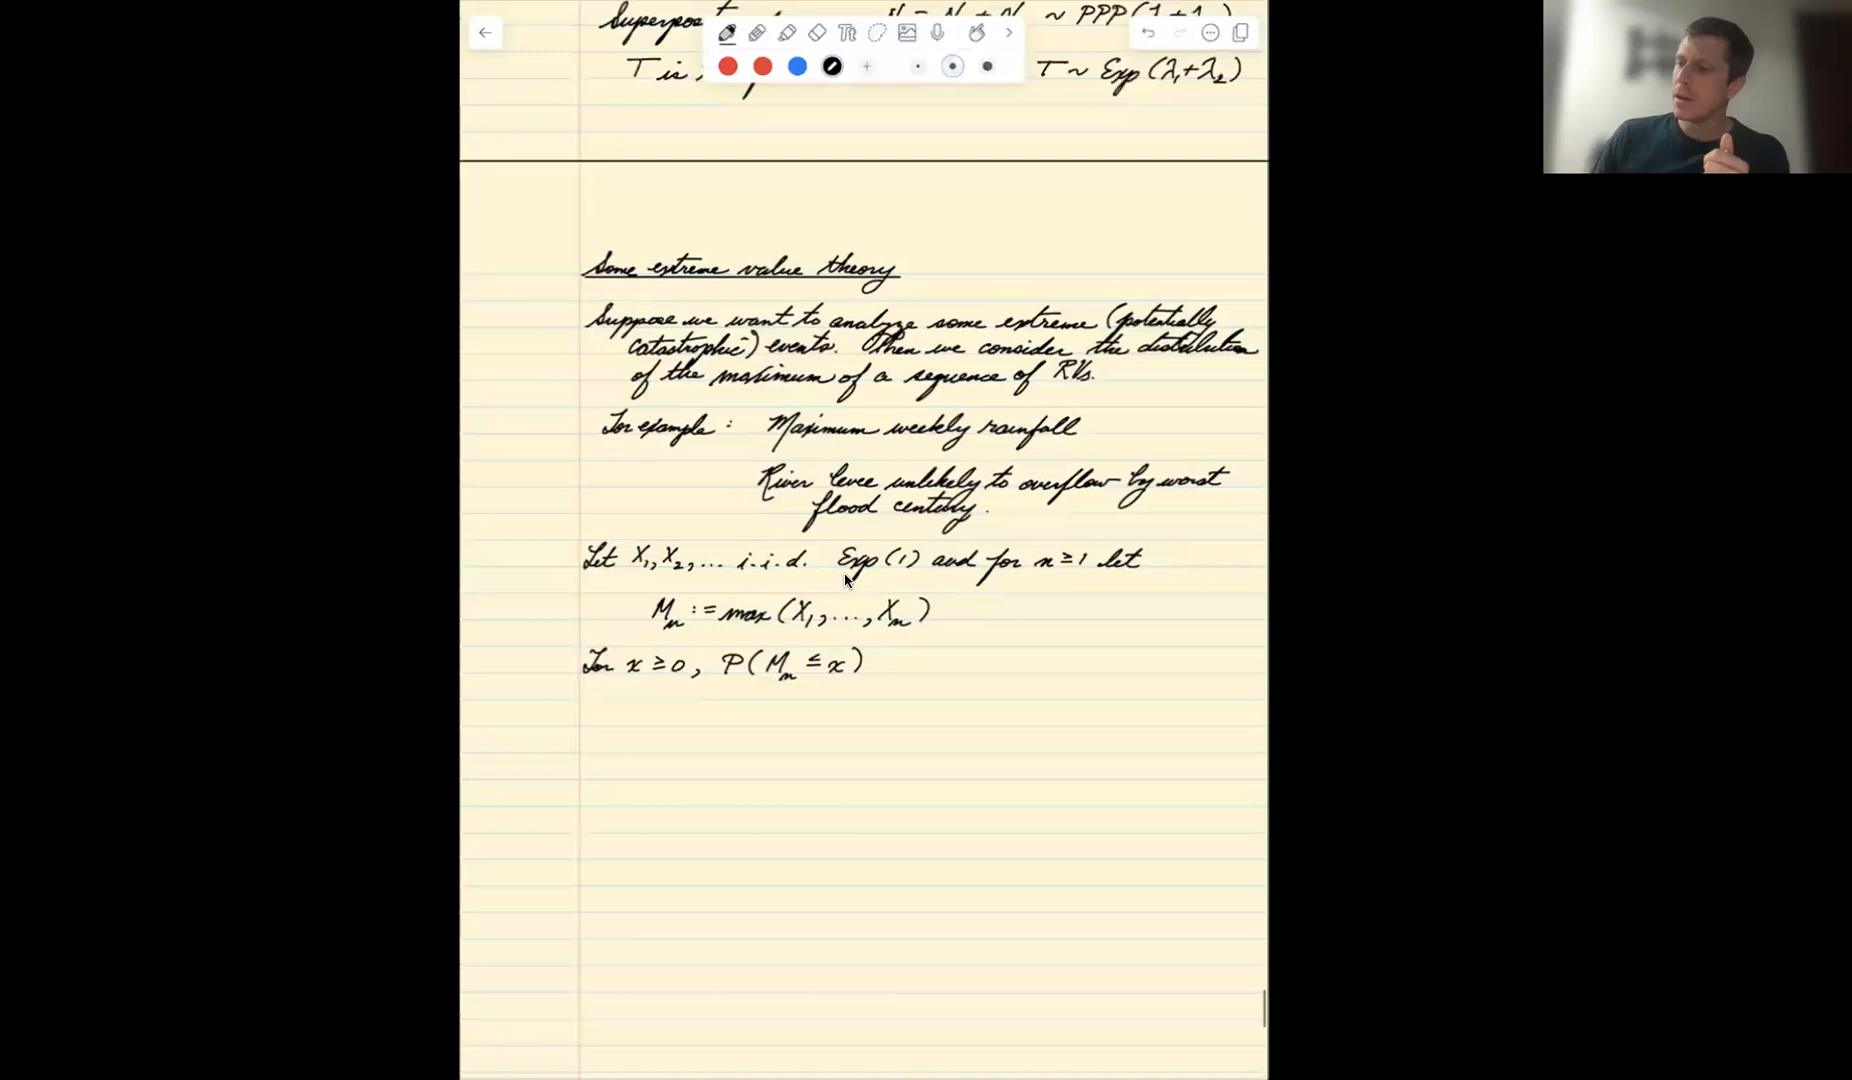 Superpos
~ PPP(
T is
T ~ Exp(λ₁+λ₂)
Some extreme value theory
Suppose we want to analyze some extreme (potentially
catastrophic) events. Then we consider the distribution
of the maximum of a sequence of RVs.
For example : Maximum weekly rainfall
River levee unlikely to overflow by worst
flood century.
Let X₁, X₂, ... i.i.d. Exp(1) and for n ≥ 1 let
Mₙ := max(X₁, ..., Xₙ)
For x ≥ 0, P(Mₙ ≤ x)